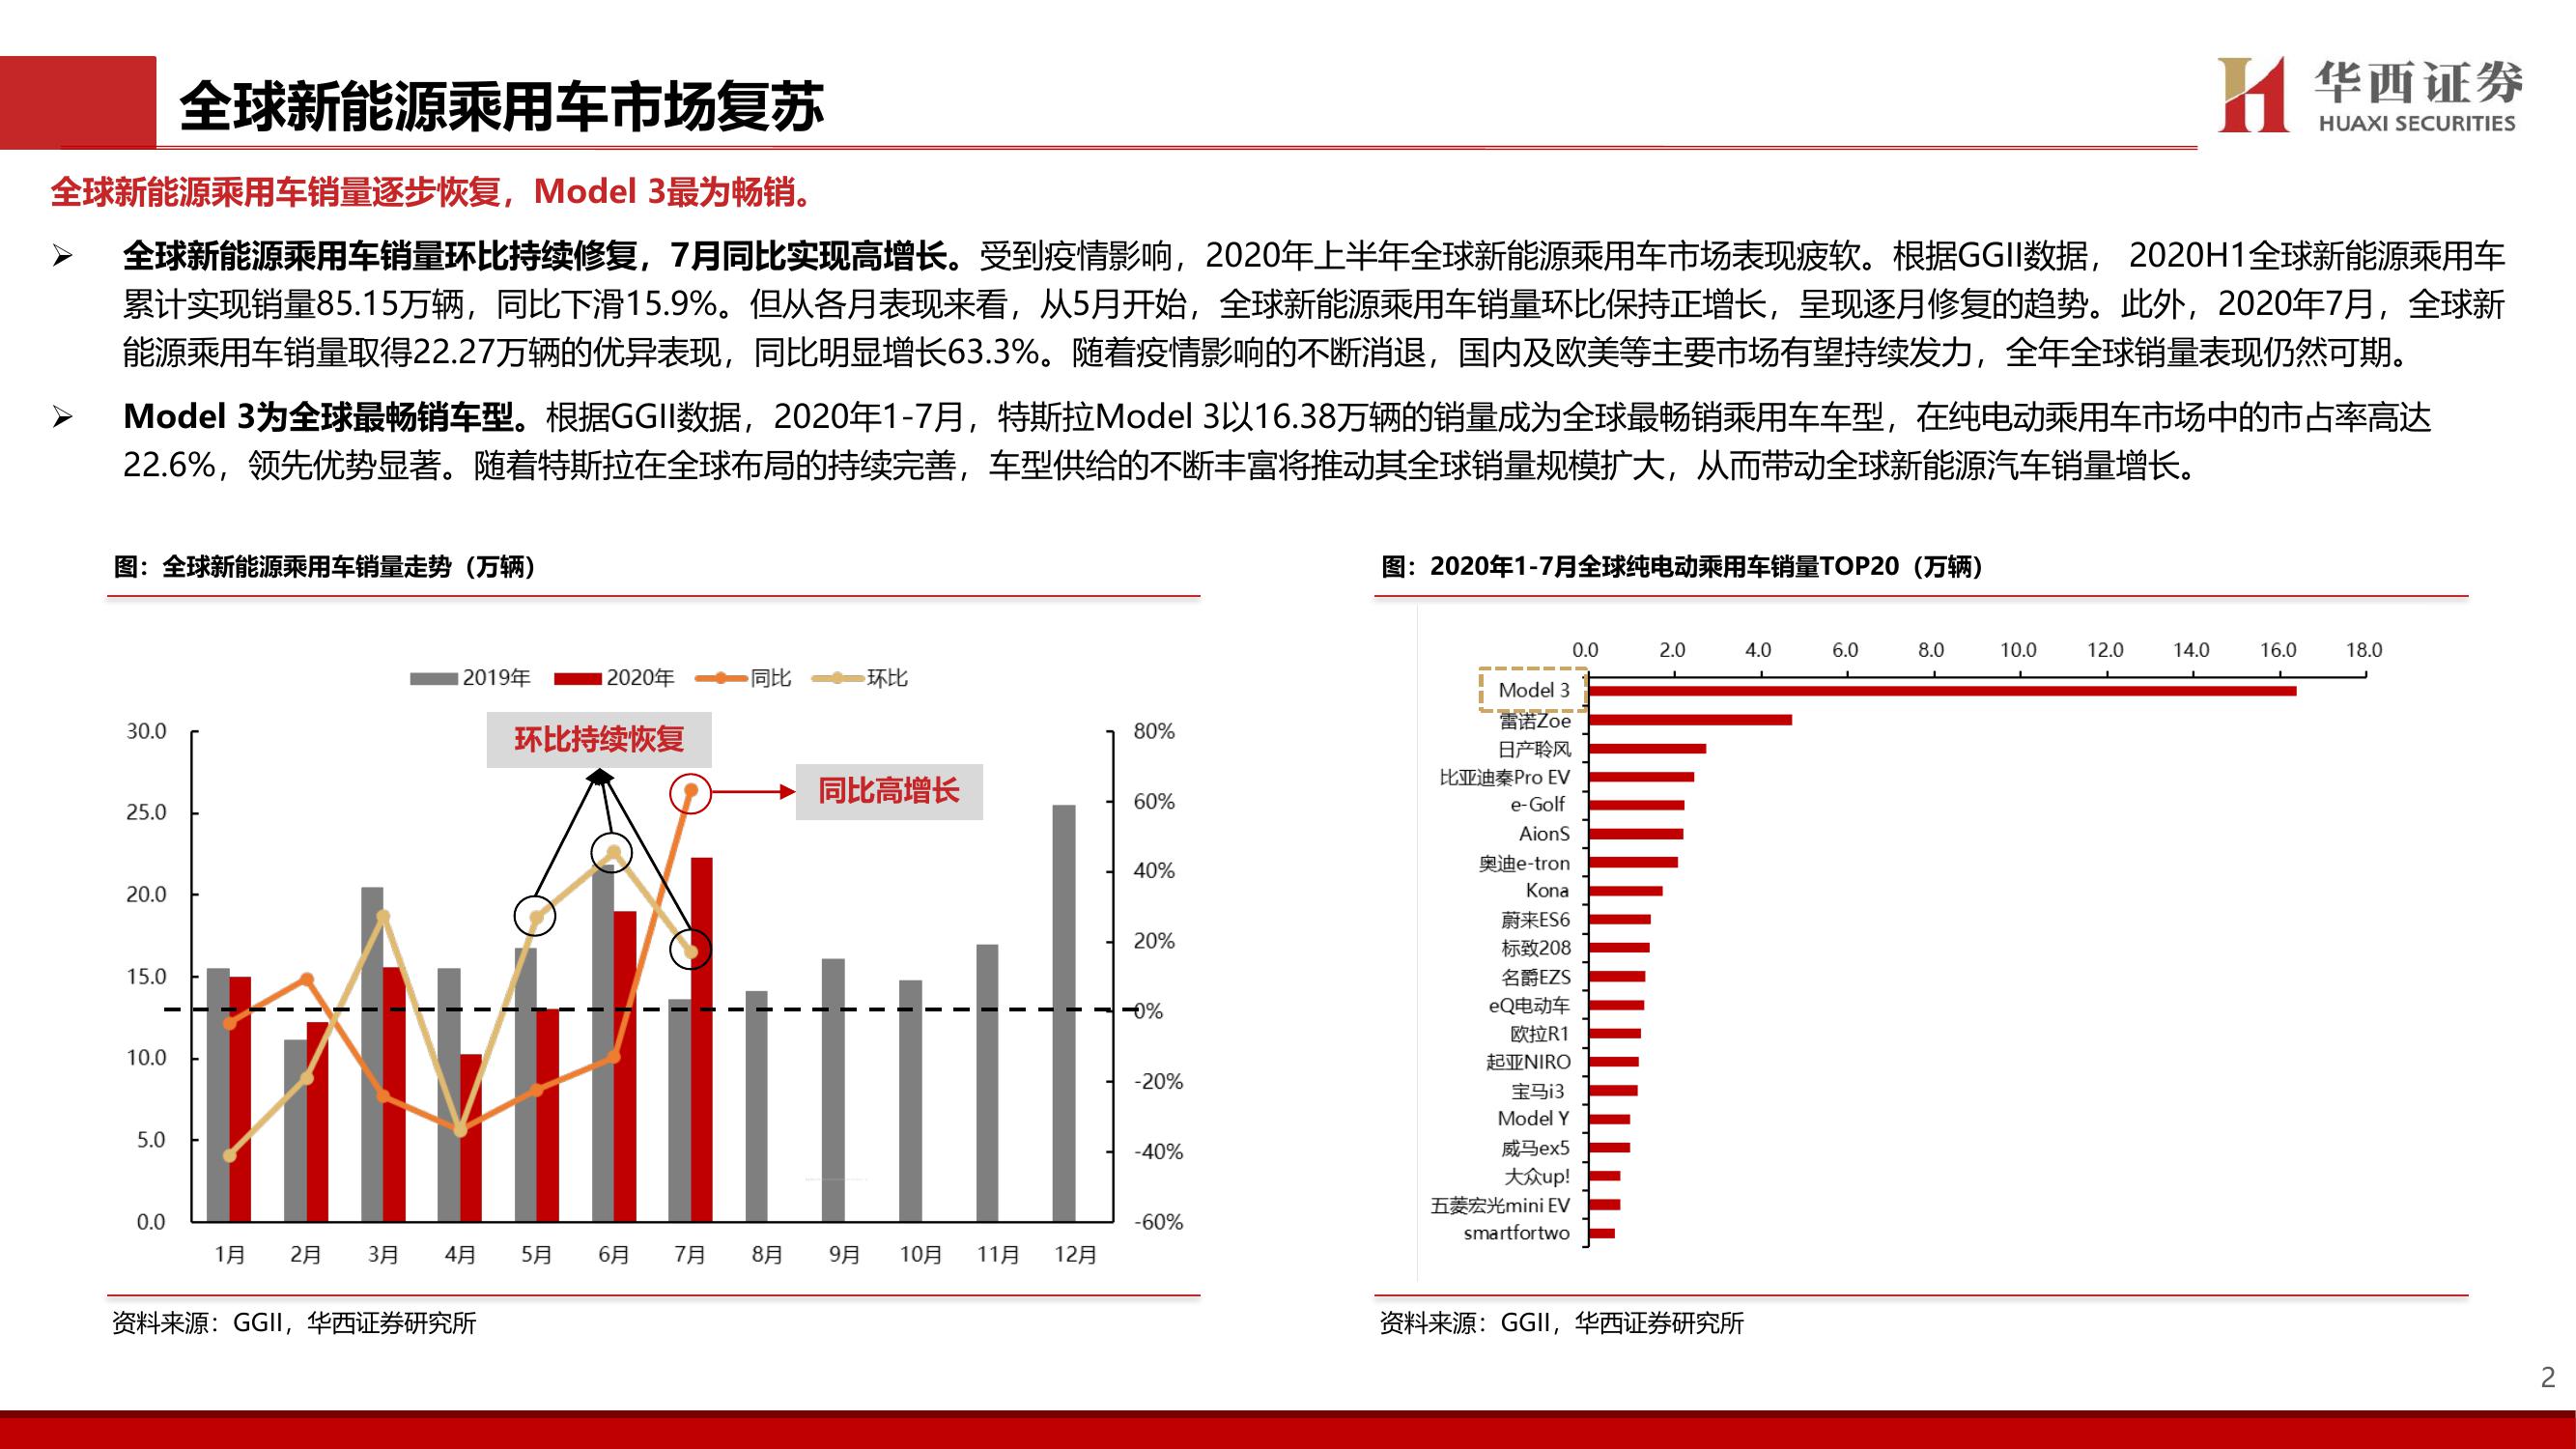 全球新能源乘用车市场复苏
华西证券
HUAXI SECURITIES
全球新能源乘用车销量逐步恢复，Model 3最为畅销。
➢ 全球新能源乘用车销量环比持续修复，7月同比实现高增长。受到疫情影响，2020年上半年全球新能源乘用车市场表现疲软。根据GGII数据， 2020H1全球新能源乘用车
累计实现销量85.15万辆，同比下滑15.9%。但从各月表现来看，从5月开始，全球新能源乘用车销量环比保持正增长，呈现逐月修复的趋势。此外，2020年7月，全球新
能源乘用车销量取得22.27万辆的优异表现，同比明显增长63.3%。随着疫情影响的不断消退，国内及欧美等主要市场有望持续发力，全年全球销量表现仍然可期。
➢ Model 3为全球最畅销车型。根据GGII数据，2020年1-7月，特斯拉Model 3以16.38万辆的销量成为全球最畅销乘用车车型，在纯电动乘用车市场中的市占率高达
22.6%，领先优势显著。随着特斯拉在全球布局的持续完善，车型供给的不断丰富将推动其全球销量规模扩大，从而带动全球新能源汽车销量增长。
图：全球新能源乘用车销量走势（万辆）
2019年 2020年 同比 环比
环比持续恢复
同比高增长
30.0
25.0
20.0
15.0
10.0
5.0
0.0
80%
60%
40%
20%
0%
-20%
-40%
-60%
1月 2月 3月 4月 5月 6月 7月 8月 9月 10月 11月 12月
资料来源：GGII，华西证券研究所
图：2020年1-7月全球纯电动乘用车销量TOP20（万辆）
0.0 2.0 4.0 6.0 8.0 10.0 12.0 14.0 16.0 18.0
Model 3
雷诺Zoe
日产聆风
比亚迪秦Pro EV
e-Golf
AionS
奥迪e-tron
Kona
蔚来ES6
标致208
名爵EZS
eQ电动车
欧拉R1
起亚NIRO
宝马i3
Model Y
威马ex5
大众up!
五菱宏光mini EV
smartfortwo
资料来源：GGII，华西证券研究所
2